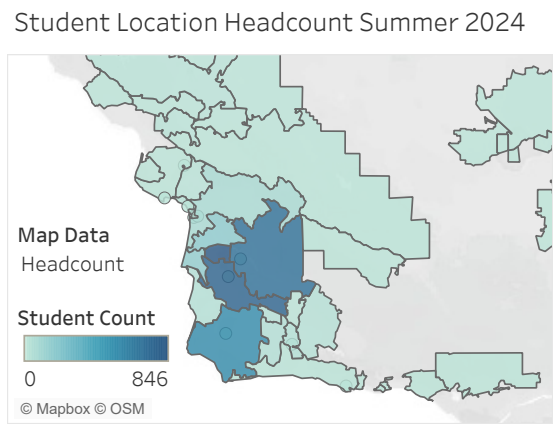 Student Location Headcount Summer 2024
Map Data
Headcount
Student Count
0 846
© Mapbox © OSM